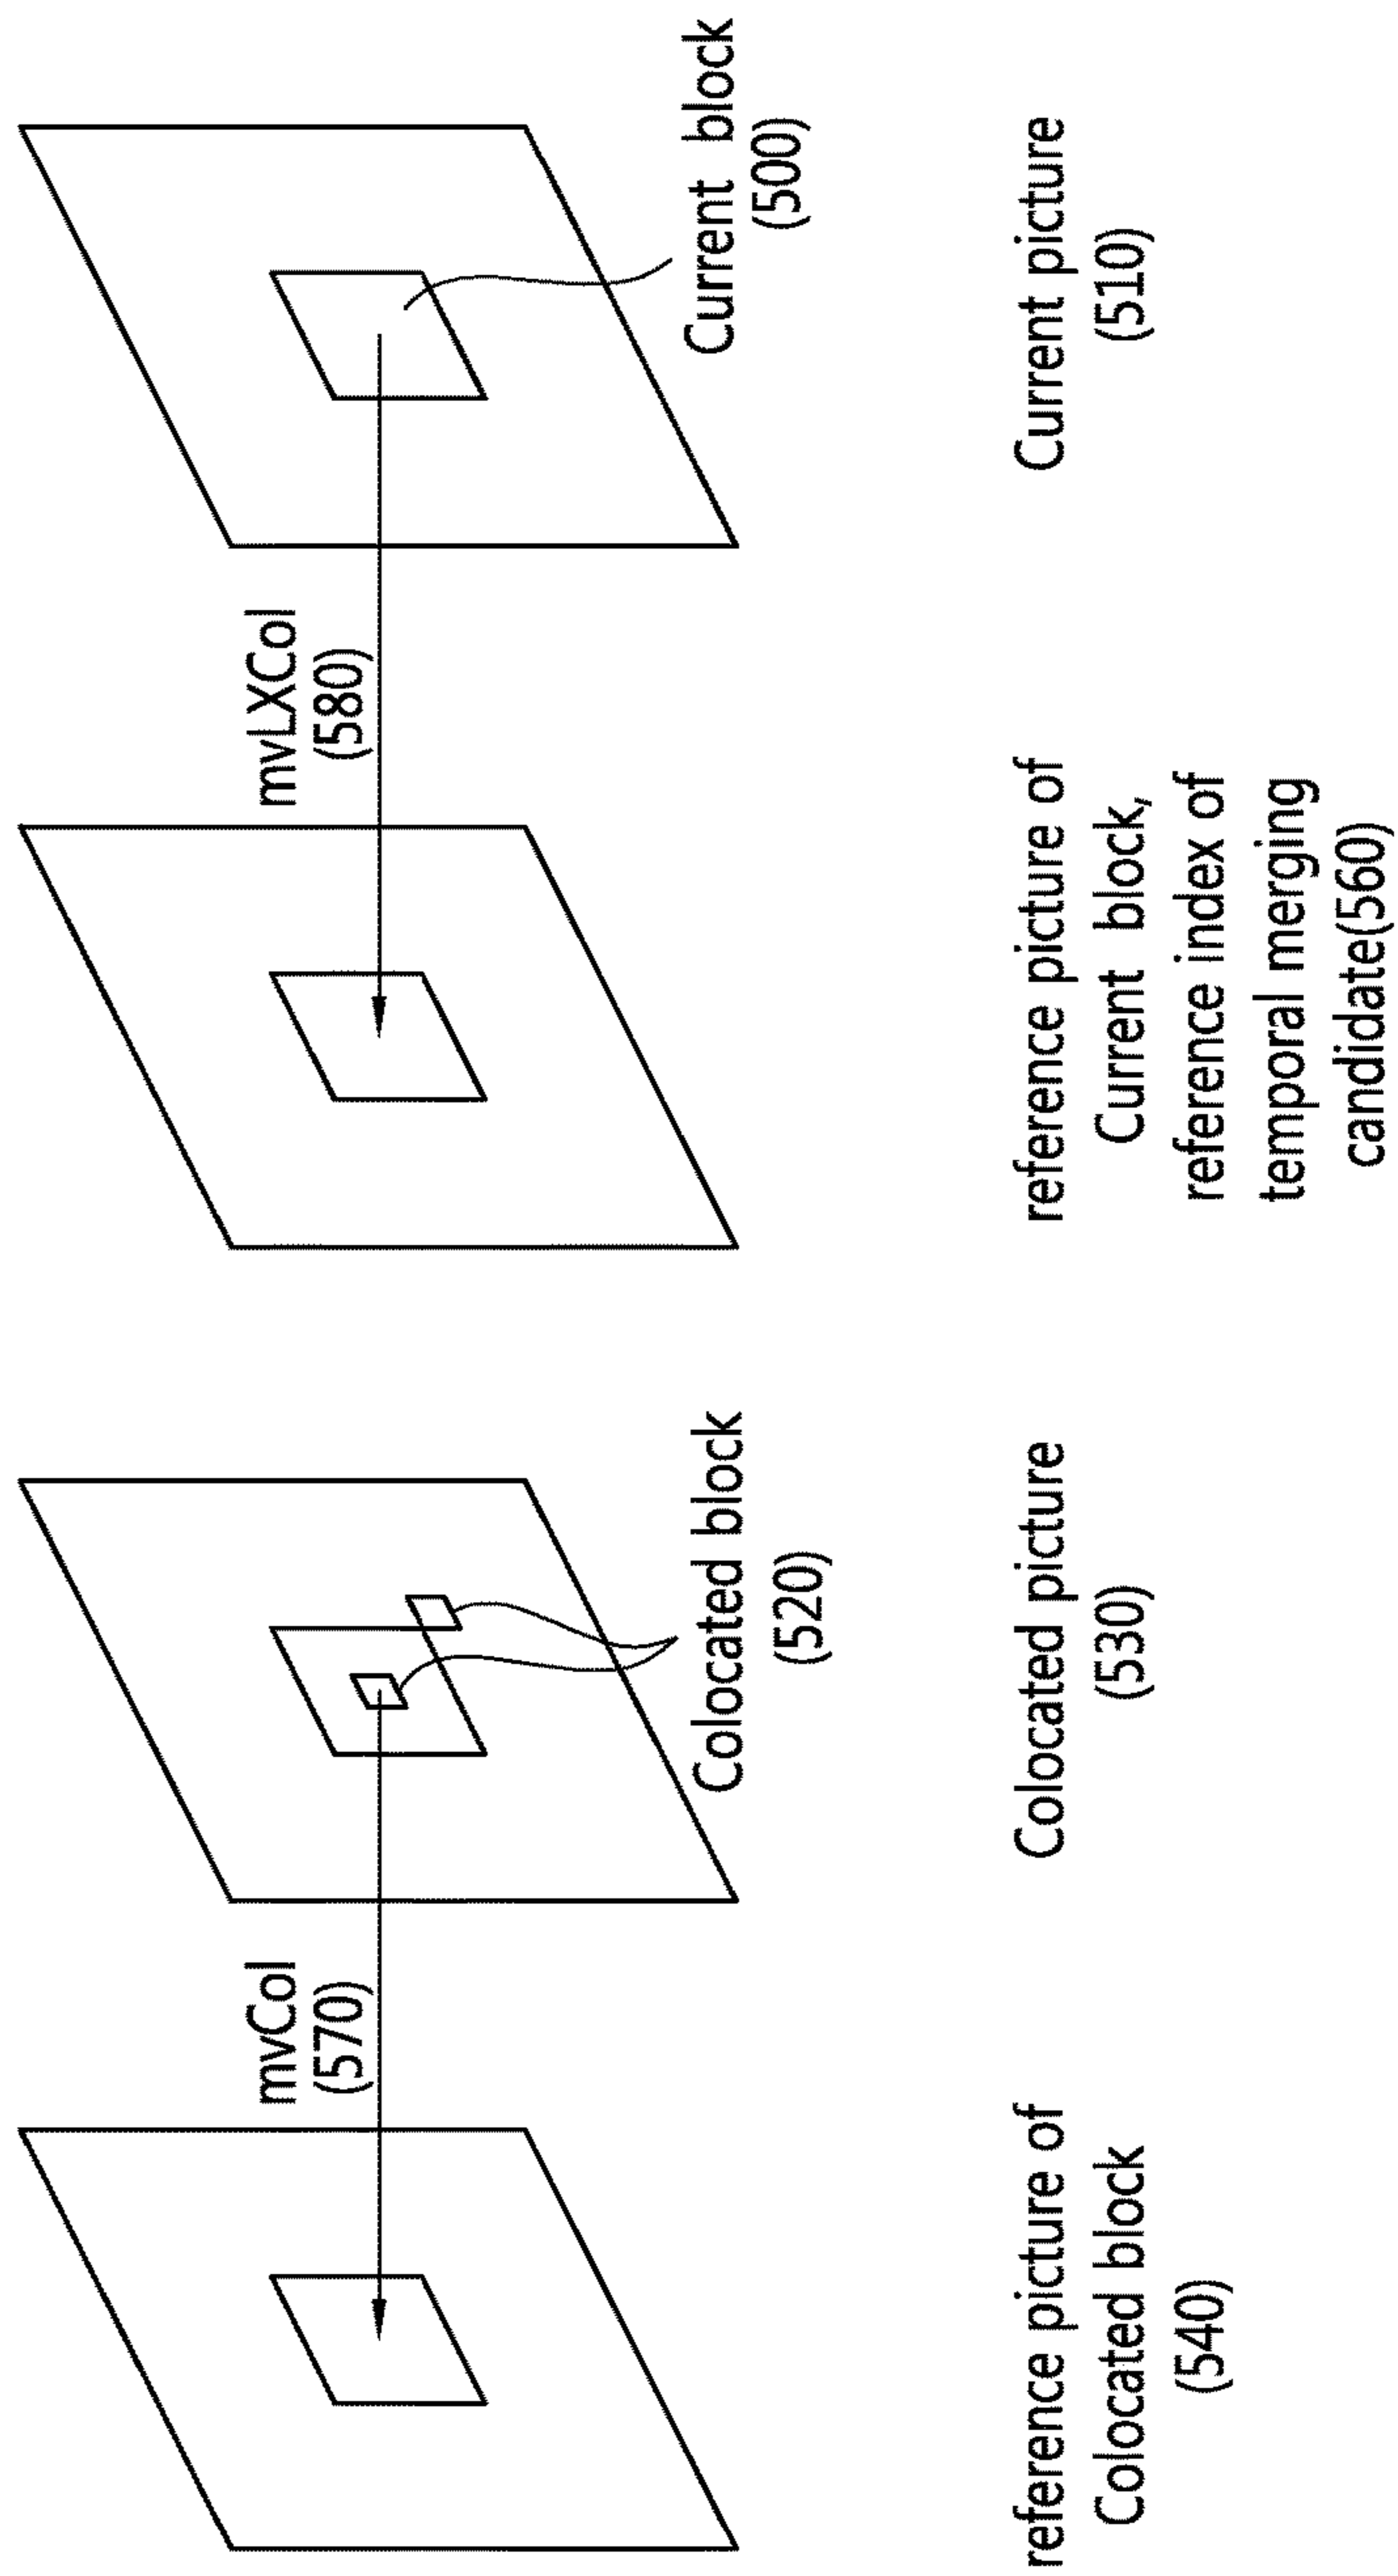 mvCol
(570)
mvLXCol
(580)
Colocated block
(520)
Current block
(500)
reference picture of
Colocated block
(540)
Colocated picture
(530)
reference picture of
Current block,
reference index of
temporal merging
candidate(560)
Current picture
(510)